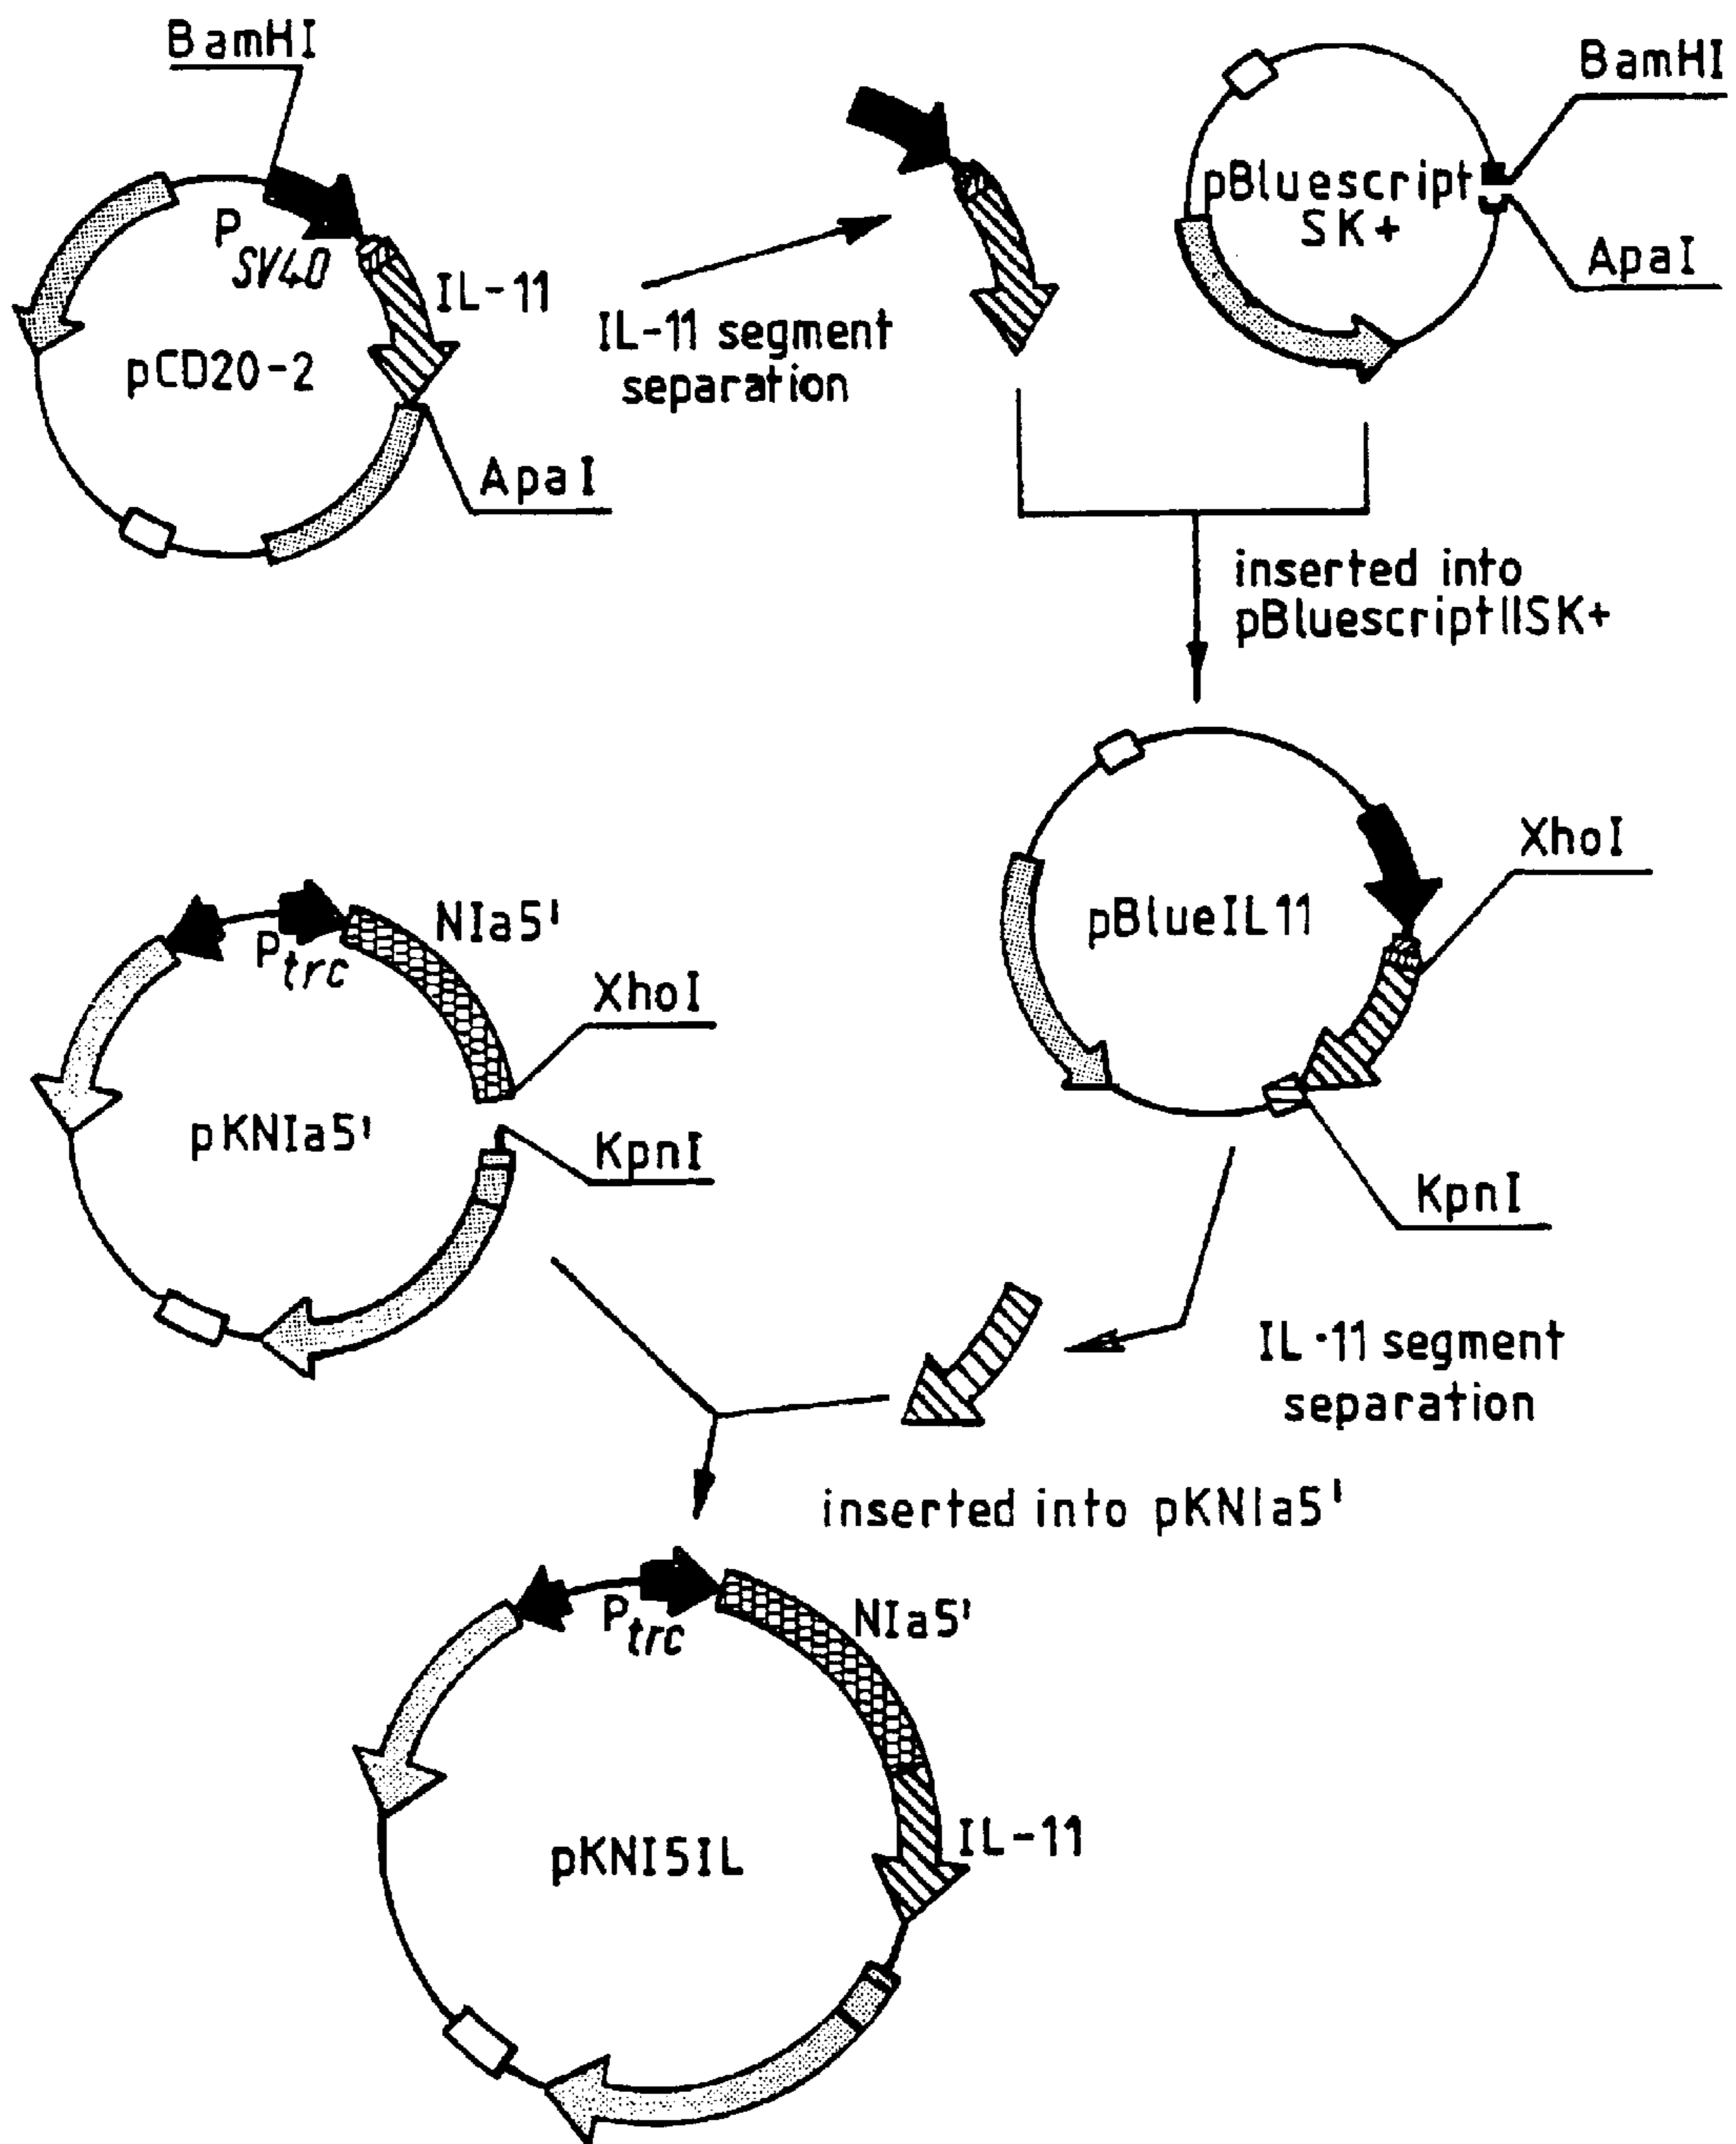 BamHI
BamHI
pBluescript
SK+
ApaI
P
SV40
IL-11
pCD20-2
IL-11 segment
separation
ApaI
inserted into
pBluescriptIISK+
XhoI
pBlueIL11
KpnI
NIa5'
Ptrc
XhoI
pKNIa5'
KpnI
IL-11 segment
separation
inserted into pKNIa5'
Ptrc
NIa5'
pKNI5IL
IL-11